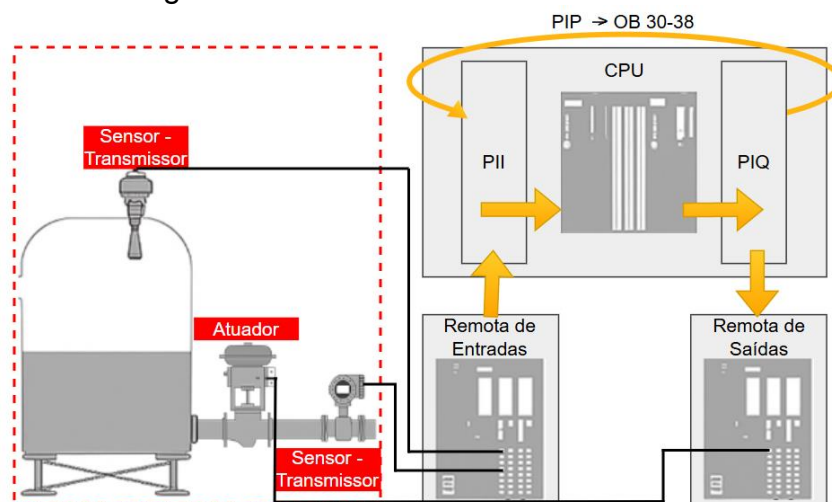 PIP → OB 30-38
CPU
Sensor -
Transmissor
PII
PIQ
Atuador
Remota de
Entradas
Remota de
Saídas
Sensor -
Transmissor